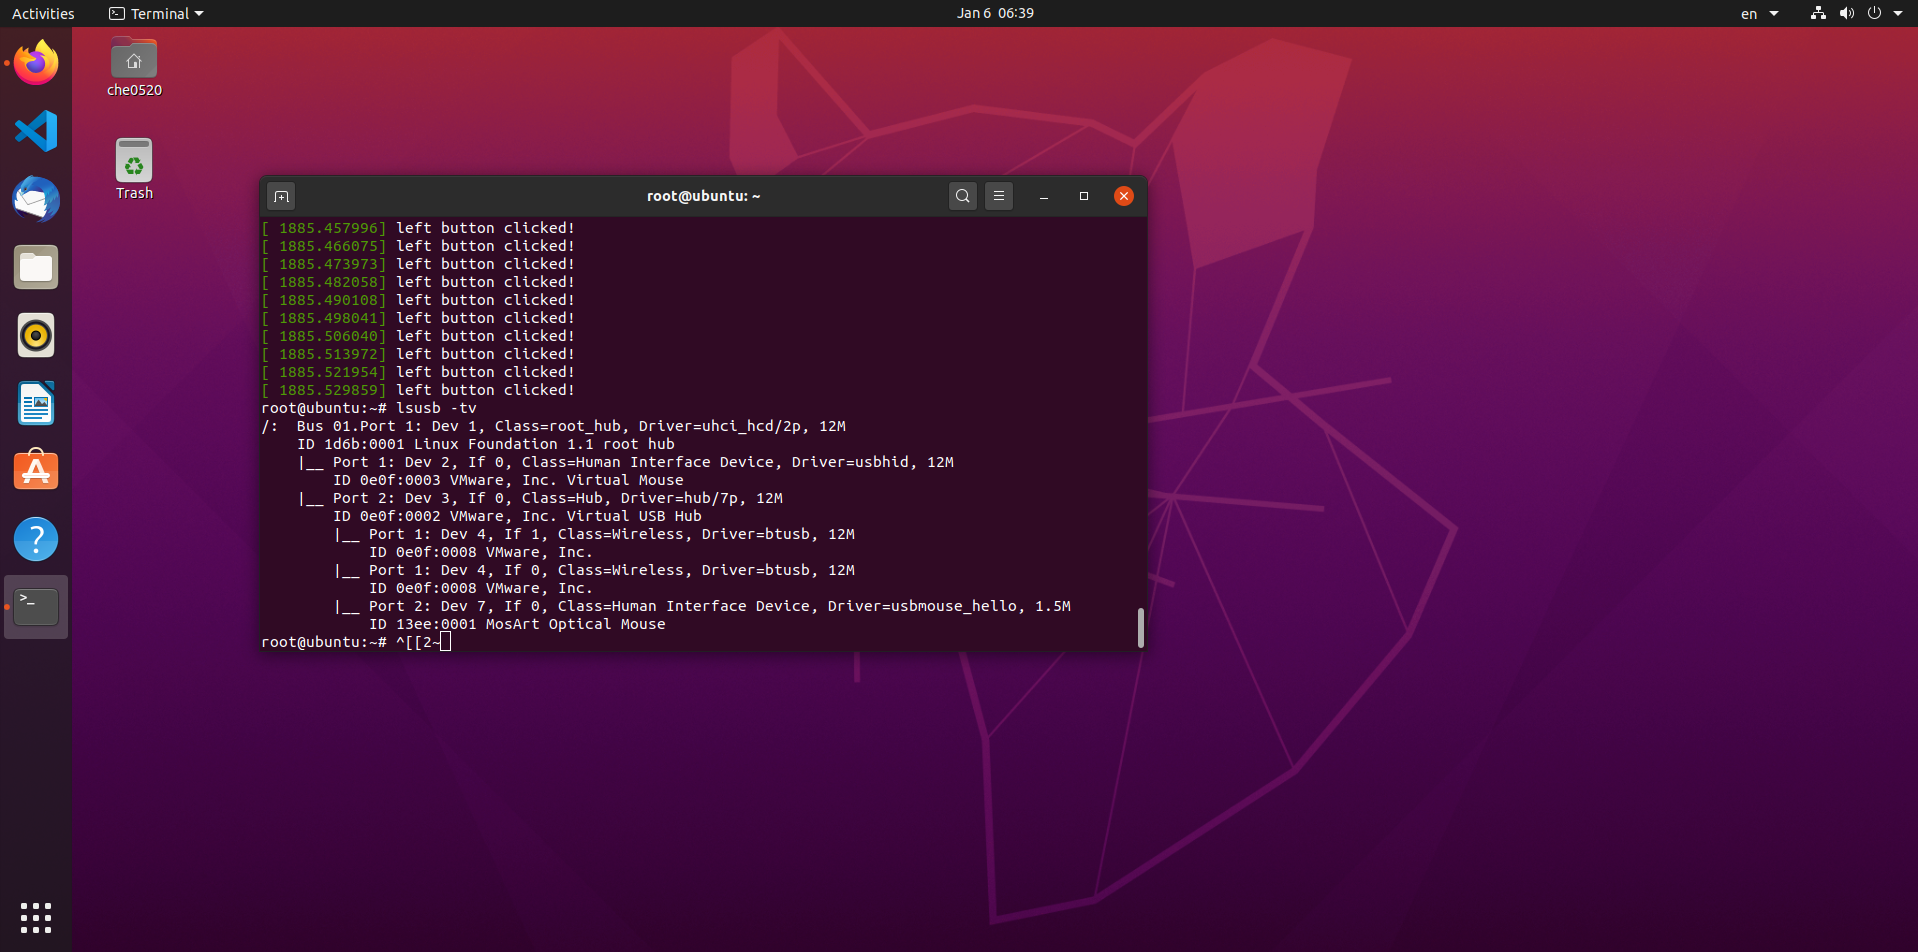 Activities
Terminal
Jan 6 06:39
en
che0520
Trash
root@ubuntu: ~
[ 1885.457996] left button clicked!
[ 1885.466075] left button clicked!
[ 1885.473973] left button clicked!
[ 1885.482058] left button clicked!
[ 1885.490108] left button clicked!
[ 1885.498041] left button clicked!
[ 1885.506040] left button clicked!
[ 1885.513972] left button clicked!
[ 1885.521954] left button clicked!
[ 1885.529859] left button clicked!
root@ubuntu:~# lsusb -tv
/:  Bus 01.Port 1: Dev 1, Class=root_hub, Driver=uhci_hcd/2p, 12M
    ID 1d6b:0001 Linux Foundation 1.1 root hub
    |__ Port 1: Dev 2, If 0, Class=Human Interface Device, Driver=usbhid, 12M
        ID 0e0f:0003 VMware, Inc. Virtual Mouse
    |__ Port 2: Dev 3, If 0, Class=Hub, Driver=hub/7p, 12M
        ID 0e0f:0002 VMware, Inc. Virtual USB Hub
        |__ Port 1: Dev 4, If 1, Class=Wireless, Driver=btusb, 12M
            ID 0e0f:0008 VMware, Inc.
        |__ Port 1: Dev 4, If 0, Class=Wireless, Driver=btusb, 12M
            ID 0e0f:0008 VMware, Inc.
        |__ Port 2: Dev 7, If 0, Class=Human Interface Device, Driver=usbmouse_hello, 1.5M
            ID 13ee:0001 MosArt Optical Mouse
root@ubuntu:~# ^[[2~